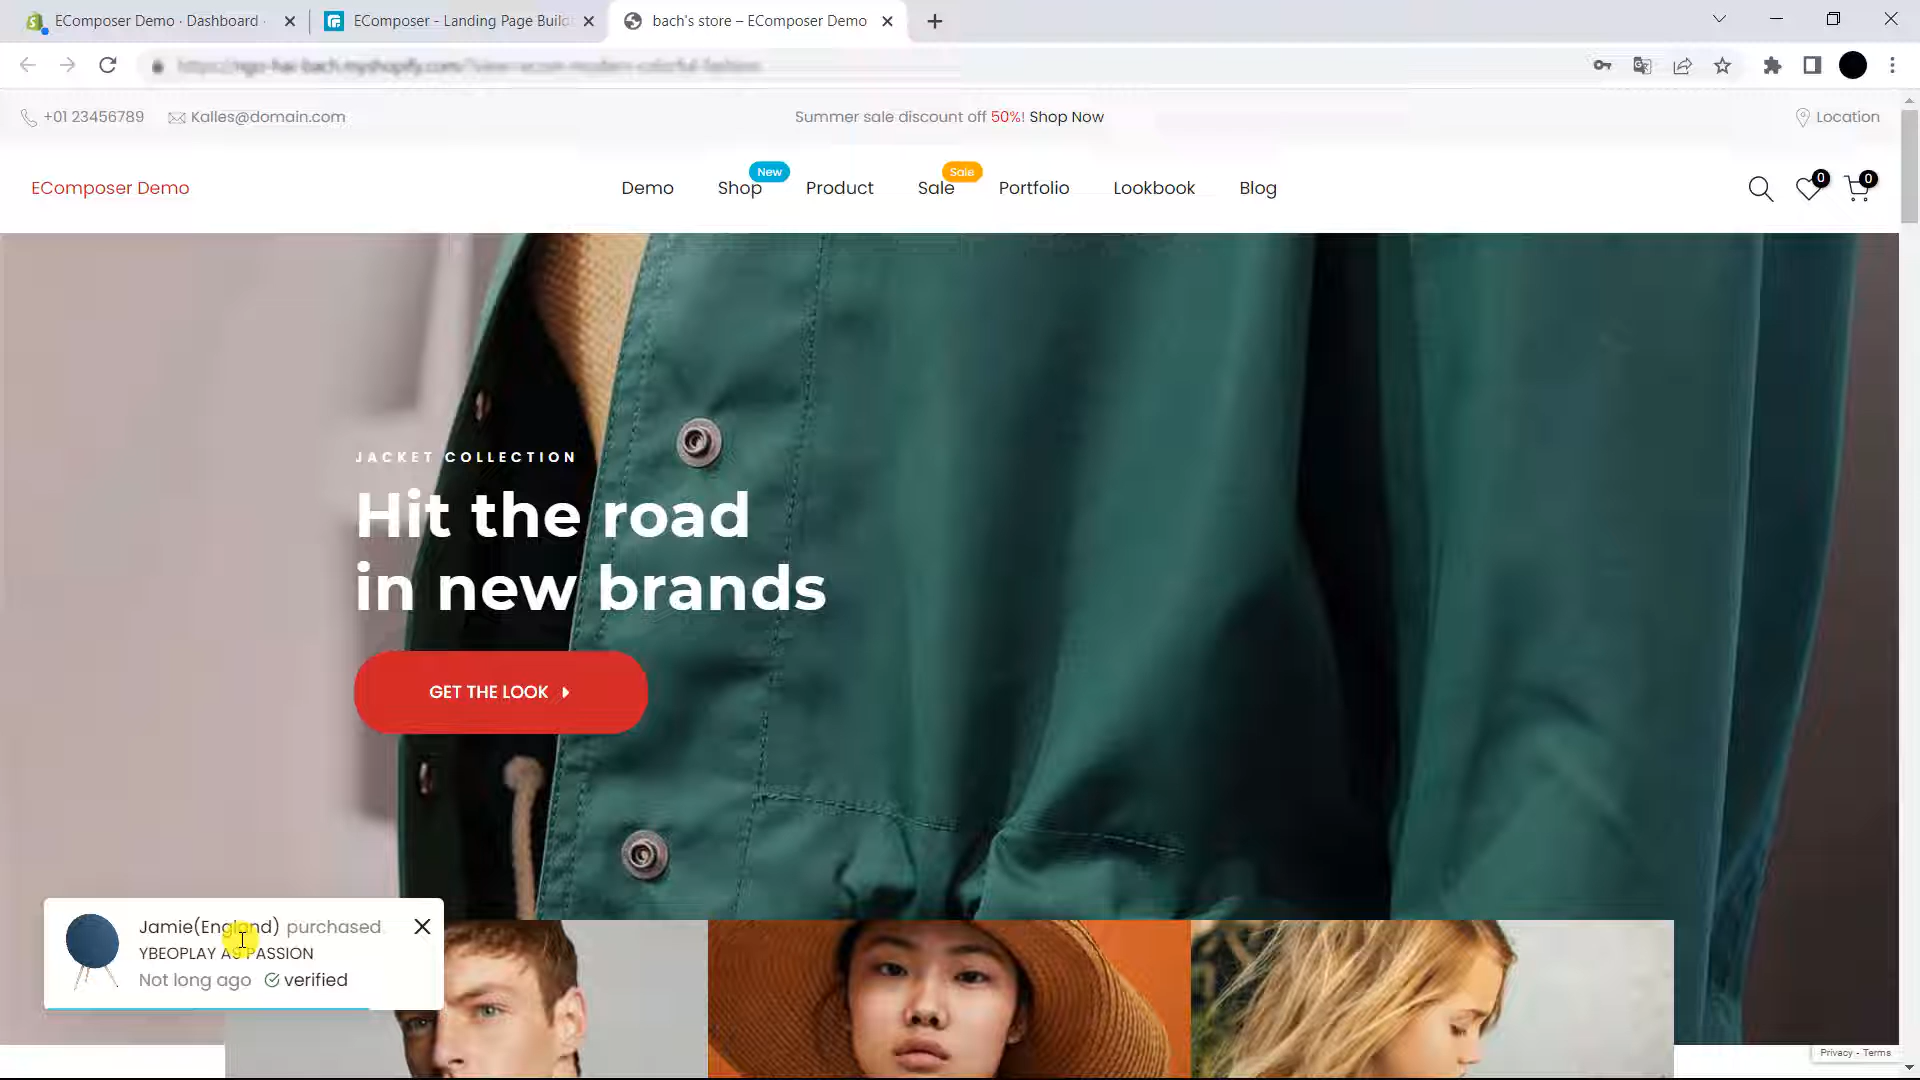 EComposer Demo · Dashboard ·
EComposer - Landing Page Build
bach's store – EComposer Demo
+01 23456789
Kalles@domain.com
Summer sale discount off 50%! Shop Now
Location
EComposer Demo
Demo
Shop
New
Product
Sale
Sale
Portfolio
Lookbook
Blog
0
0
JACKET COLLECTION
Hit the road
in new brands
GET THE LOOK
Jamie(England) purchased
YBEOPLAY A9 PASSION
Not long ago
verified
Privacy - Terms